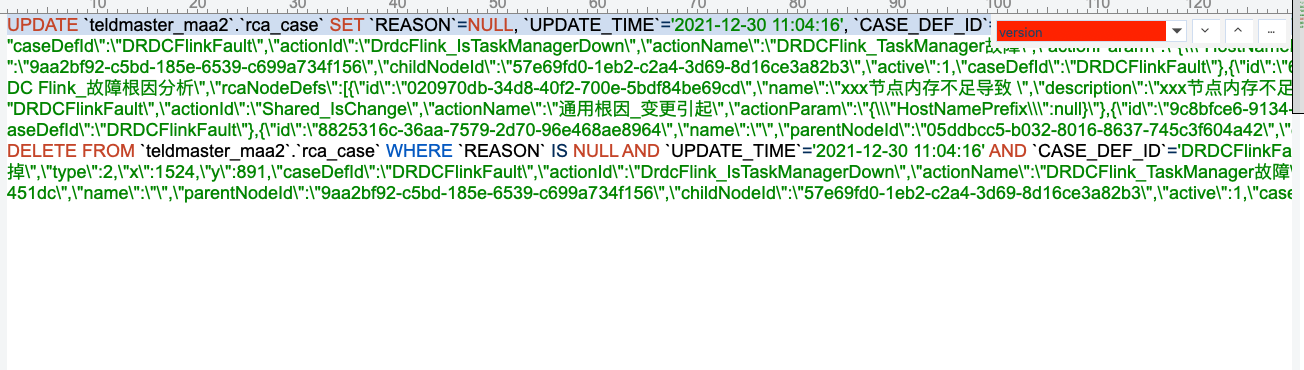 10 20 30 40 50 60 70 80 90 100 110 120
UPDATE `teldmaster_maa2`.`rca_case` SET `REASON`=NULL, `UPDATE_TIME`='2021-12-30 11:04:16', `CASE_DEF_ID`=
version
"caseDefId\":\"DRDCFlinkFault\",\"actionId\":\"DrdcFlink_IsTaskManagerDown\",\"actionName\":\"DRDCFlink_TaskManager故障\",\"actionParam\":\"{\\\"HostName
\":\"9aa2bf92-c5bd-185e-6539-c699a734f156\",\"childNodeId\":\"57e69fd0-1eb2-c2a4-3d69-8d16ce3a82b3\",\"active\":1,\"caseDefId\":\"DRDCFlinkFault\"},{\"id\":\"6
DC Flink_故障根因分析\",\"rcaNodeDefs\":[{\"id\":\"020970db-34d8-40f2-700e-5bdf84be69cd\",\"name\":\"xxx节点内存不足导致 \",\"description\":\"xxx节点内存不足
"DRDCFlinkFault\",\"actionId\":\"Shared_IsChange\",\"actionName\":\"通用根因_变更引起\",\"actionParam\":\"{\\\"HostNamePrefix\\\":null}\"},{\"id\":\"9c8bfce6-9134-
aseDefId\":\"DRDCFlinkFault\"},{\"id\":\"8825316c-36aa-7579-2d70-96e468ae8964\",\"name\":\"\",\"parentNodeId\":\"05ddbcc5-b032-8016-8637-745c3f604a42\",\"
DELETE FROM `teldmaster_maa2`.`rca_case` WHERE `REASON` IS NULL AND `UPDATE_TIME`='2021-12-30 11:04:16' AND `CASE_DEF_ID`='DRDCFlinkFa
掉\",\"type\":2,\"x\":1524,\"y\":891,\"caseDefId\":\"DRDCFlinkFault\",\"actionId\":\"DrdcFlink_IsTaskManagerDown\",\"actionName\":\"DRDCFlink_TaskManager故障\
451dc\",\"name\":\"\",\"parentNodeId\":\"9aa2bf92-c5bd-185e-6539-c699a734f156\",\"childNodeId\":\"57e69fd0-1eb2-c2a4-3d69-8d16ce3a82b3\",\"active\":1,\"case